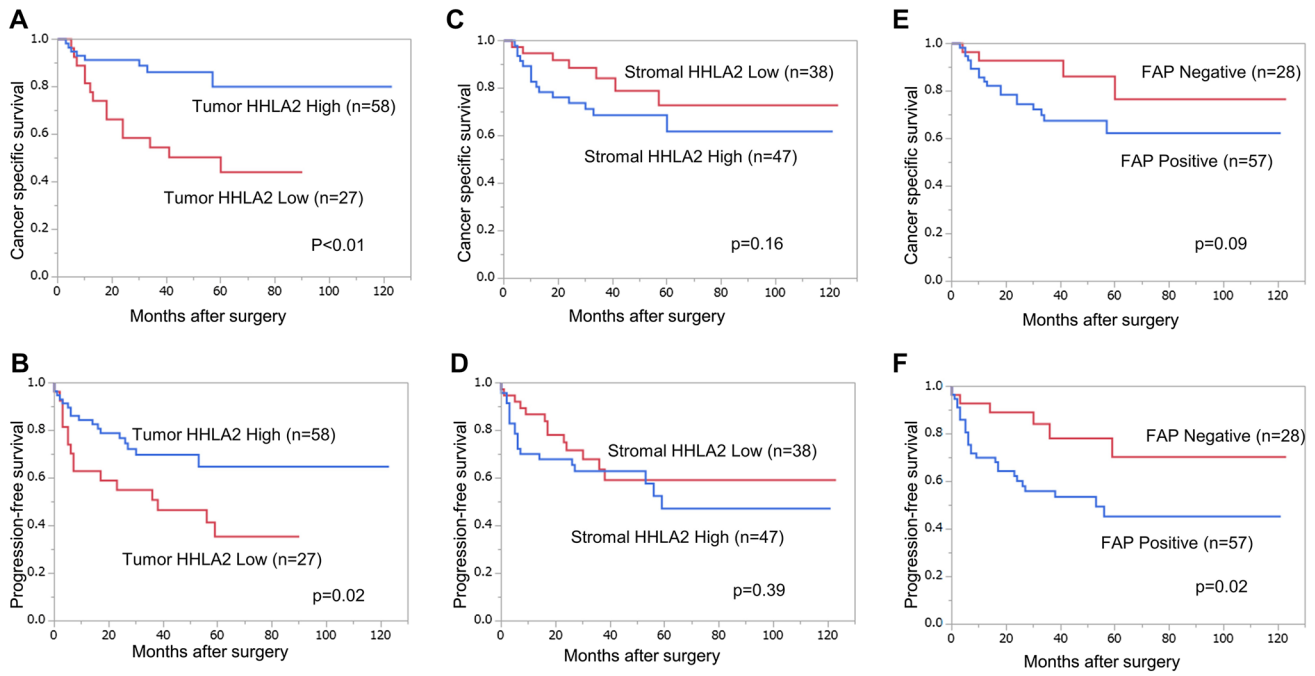 A
Cancer specific survival
1.0
0.8
0.6
0.4
0.2
0.0
Tumor HHLA2 High (n=58)
Tumor HHLA2 Low (n=27)
P<0.01
0 20 40 60 80 100 120
Months after surgery
C
Cancer specific survival
1.0
0.8
0.6
0.4
0.2
0.0
Stromal HHLA2 Low (n=38)
Stromal HHLA2 High (n=47)
p=0.16
0 20 40 60 80 100 120
Months after surgery
E
Cancer specific survival
1.0
0.8
0.6
0.4
0.2
0.0
FAP Negative (n=28)
FAP Positive (n=57)
p=0.09
0 20 40 60 80 100 120
Months after surgery
B
Progression-free survival
1.0
0.8
0.6
0.4
0.2
0.0
Tumor HHLA2 High (n=58)
Tumor HHLA2 Low (n=27)
p=0.02
0 20 40 60 80 100 120
Months after surgery
D
Progression-free survival
1.0
0.8
0.6
0.4
0.2
0.0
Stromal HHLA2 Low (n=38)
Stromal HHLA2 High (n=47)
p=0.39
0 20 40 60 80 100 120
Months after surgery
F
Progression-free survival
1.0
0.8
0.6
0.4
0.2
0.0
FAP Negative (n=28)
FAP Positive (n=57)
p=0.02
0 20 40 60 80 100 120
Months after surgery